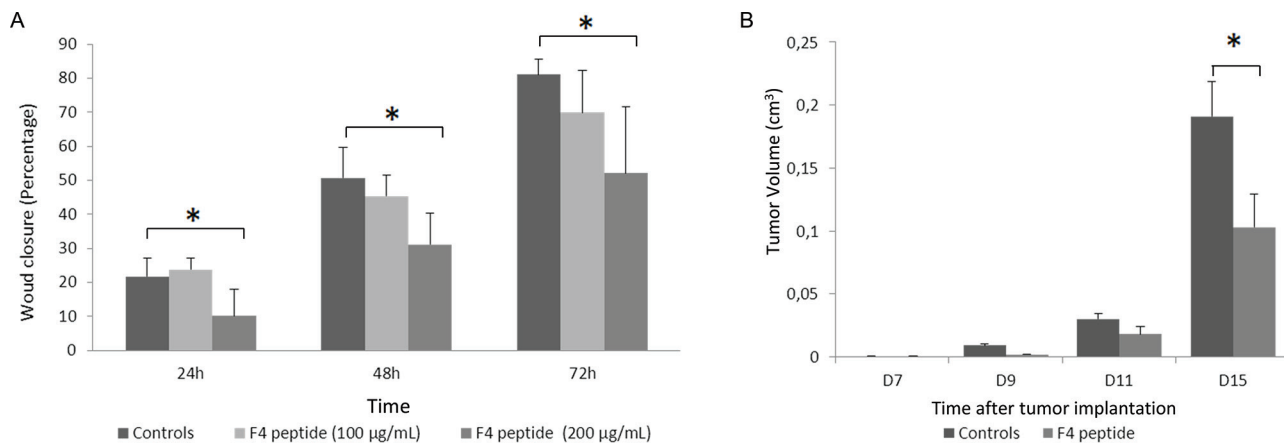 A
Woud closure (Percentage)
90
80
70
60
50
40
30
20
10
0
*
*
*
24h
48h
72h
Time
Controls
F4 peptide (100 µg/mL)
F4 peptide (200 µg/mL)
B
Tumor Volume (cm³)
0,25
0,2
0,15
0,1
0,05
0
*
D7
D9
D11
D15
Time after tumor implantation
Controls
F4 peptide